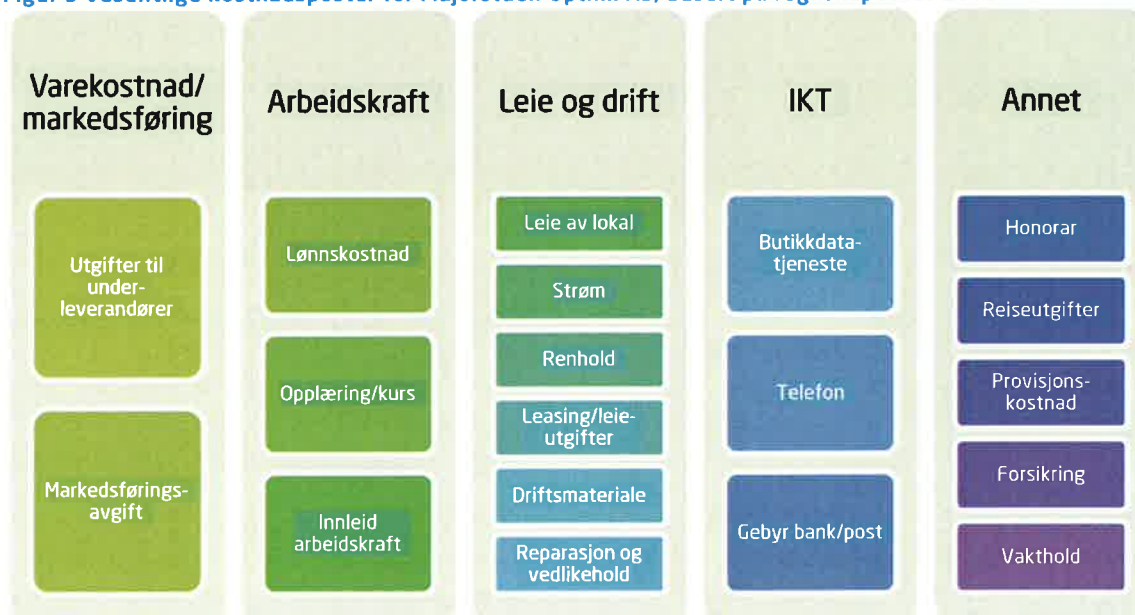 Varekostnad/
markedsføring
Utgifter til
under-
leverandører
Markedsførings-
avgift
Arbeidskraft
Lønnskostnad
Opplæring/kurs
Innleid
arbeidskraft
Leie og drift
Leie av lokal
Strøm
Renhold
Leasing/leie-
utgifter
Driftsmateriale
Reparasjon og
vedlikehold
IKT
Butikkdata-
tjeneste
Telefon
Gebyr bank/post
Annet
Honorar
Reiseutgifter
Provisjons-
kostnad
Forsikring
Vakthold